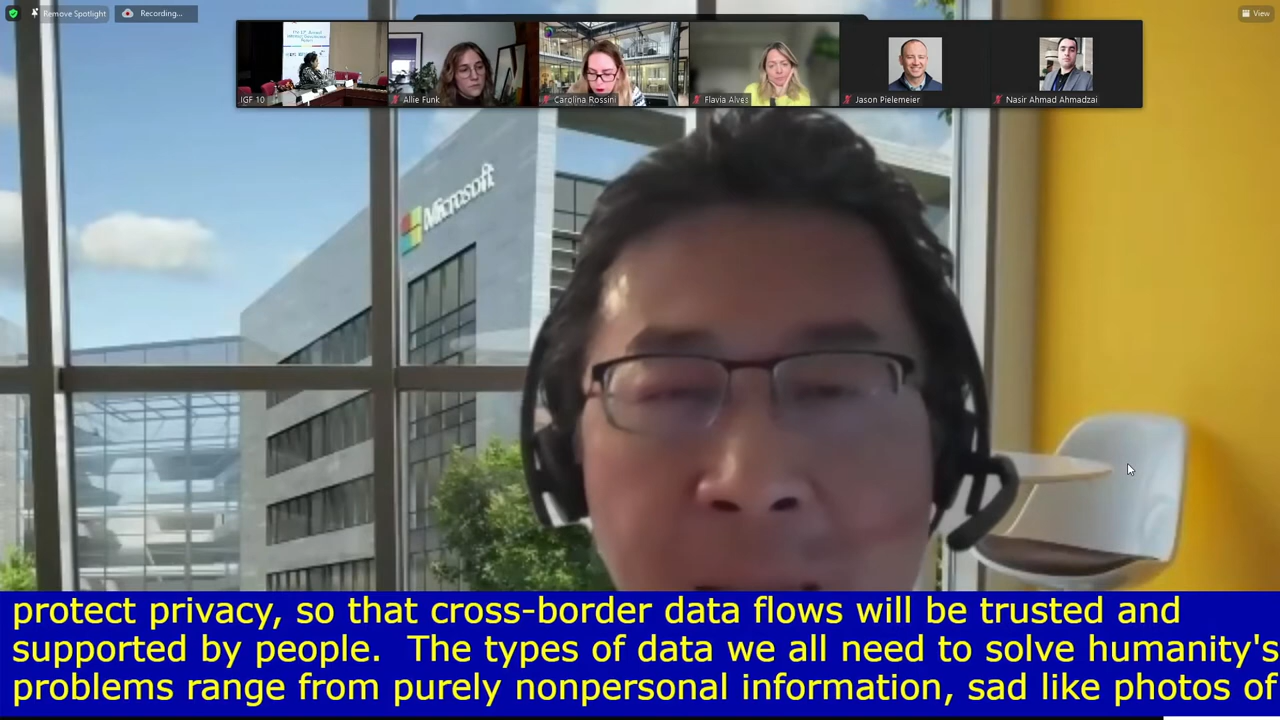 Remove Spotlight
Recording...
View
IGF 10
Allie Funk
Carolina Rossini
Flavia Alves
Jason Pielemeier
Nasir Ahmad Ahmadzai
Microsoft
protect privacy, so that cross-border data flows will be trusted and
supported by people.  The types of data we all need to solve humanity's
problems range from purely nonpersonal information, sad like photos of